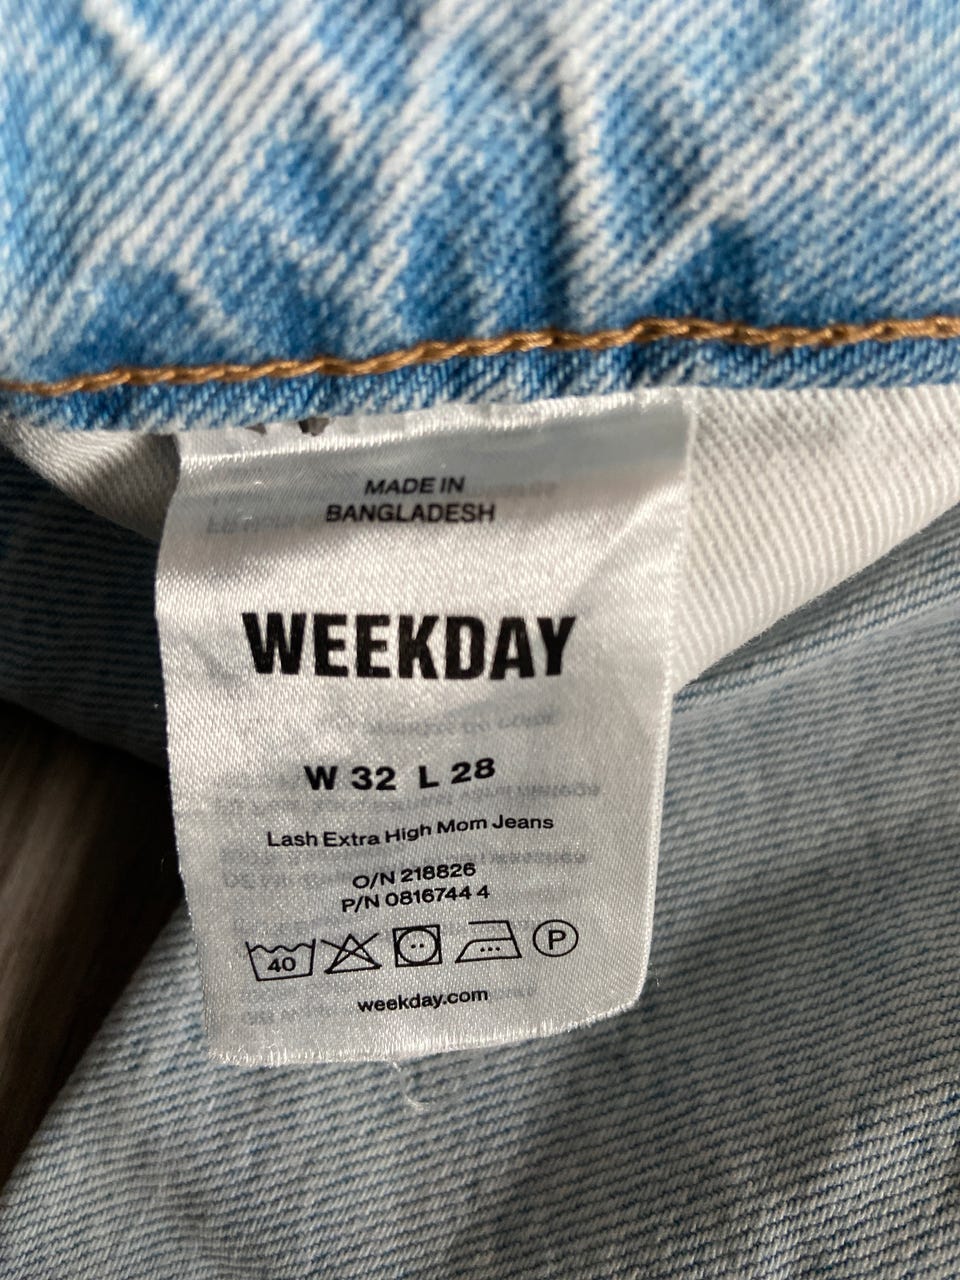 MADE IN
BANGLADESH
WEEKDAY
W 32 L 28
Lash Extra High Mom Jeans
O/N 218826
P/N 0816744 4
40 P
weekday.com